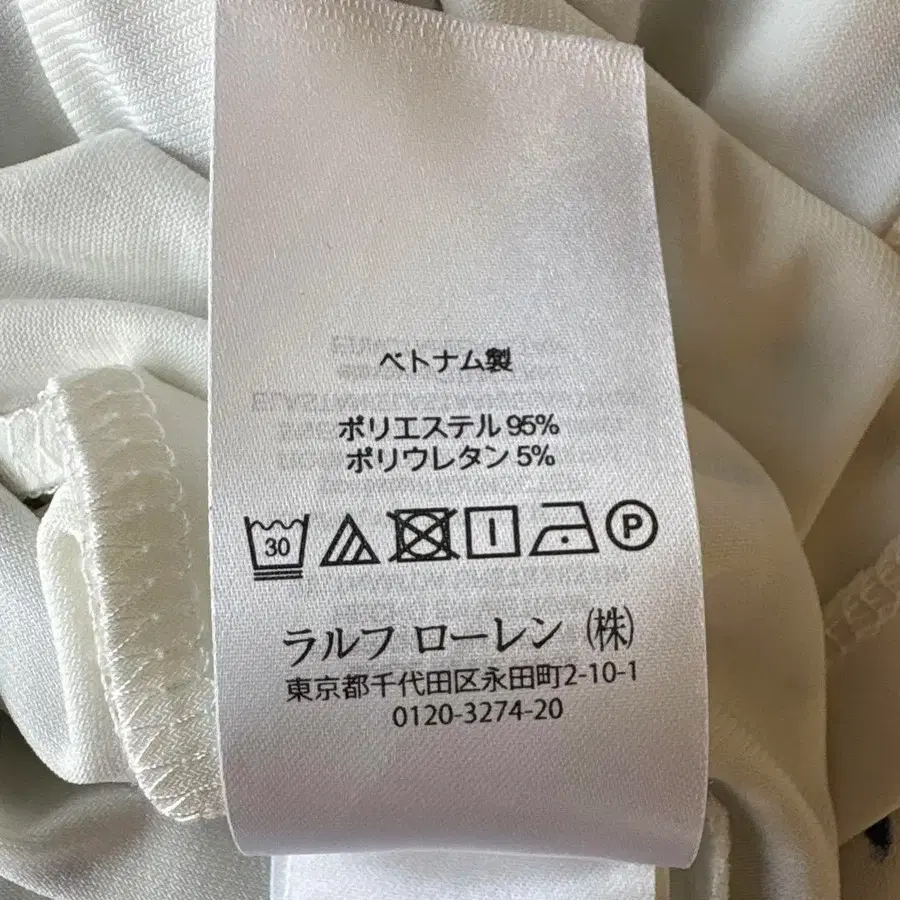 ベトナム製
ポリエステル 95%
ポリウレタン 5%
30 P
ラルフ ローレン (株)
東京都千代田区永田町2-10-1
0120-3274-20